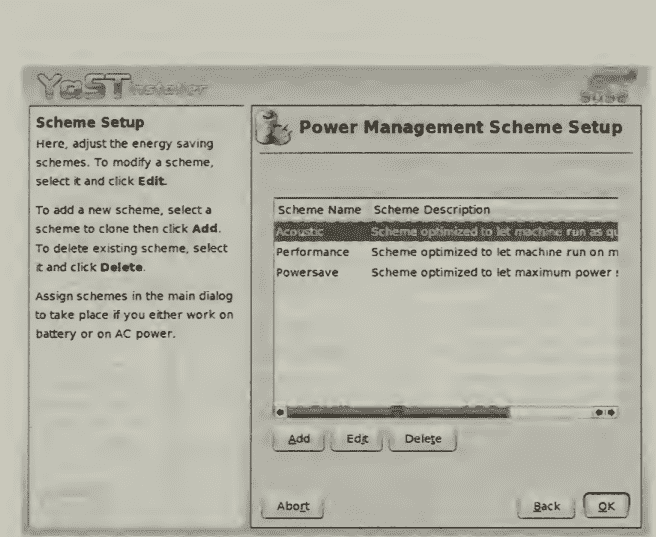 YaST
SuSE
Scheme Setup
Here, adjust the energy saving
schemes. To modify a scheme,
select it and click Edit.
To add a new scheme, select a
scheme to clone then click Add.
To delete existing scheme, select
it and click Delete.
Assign schemes in the main dialog
to take place if you either work on
battery or on AC power.
Power Management Scheme Setup
Scheme Name Scheme Description
Acoustic Scheme optimized to let machine run as qu
Performance Scheme optimized to let machine run on m
Powersave Scheme optimized to let maximum power s
Add Edit Delete
Abort Back OK